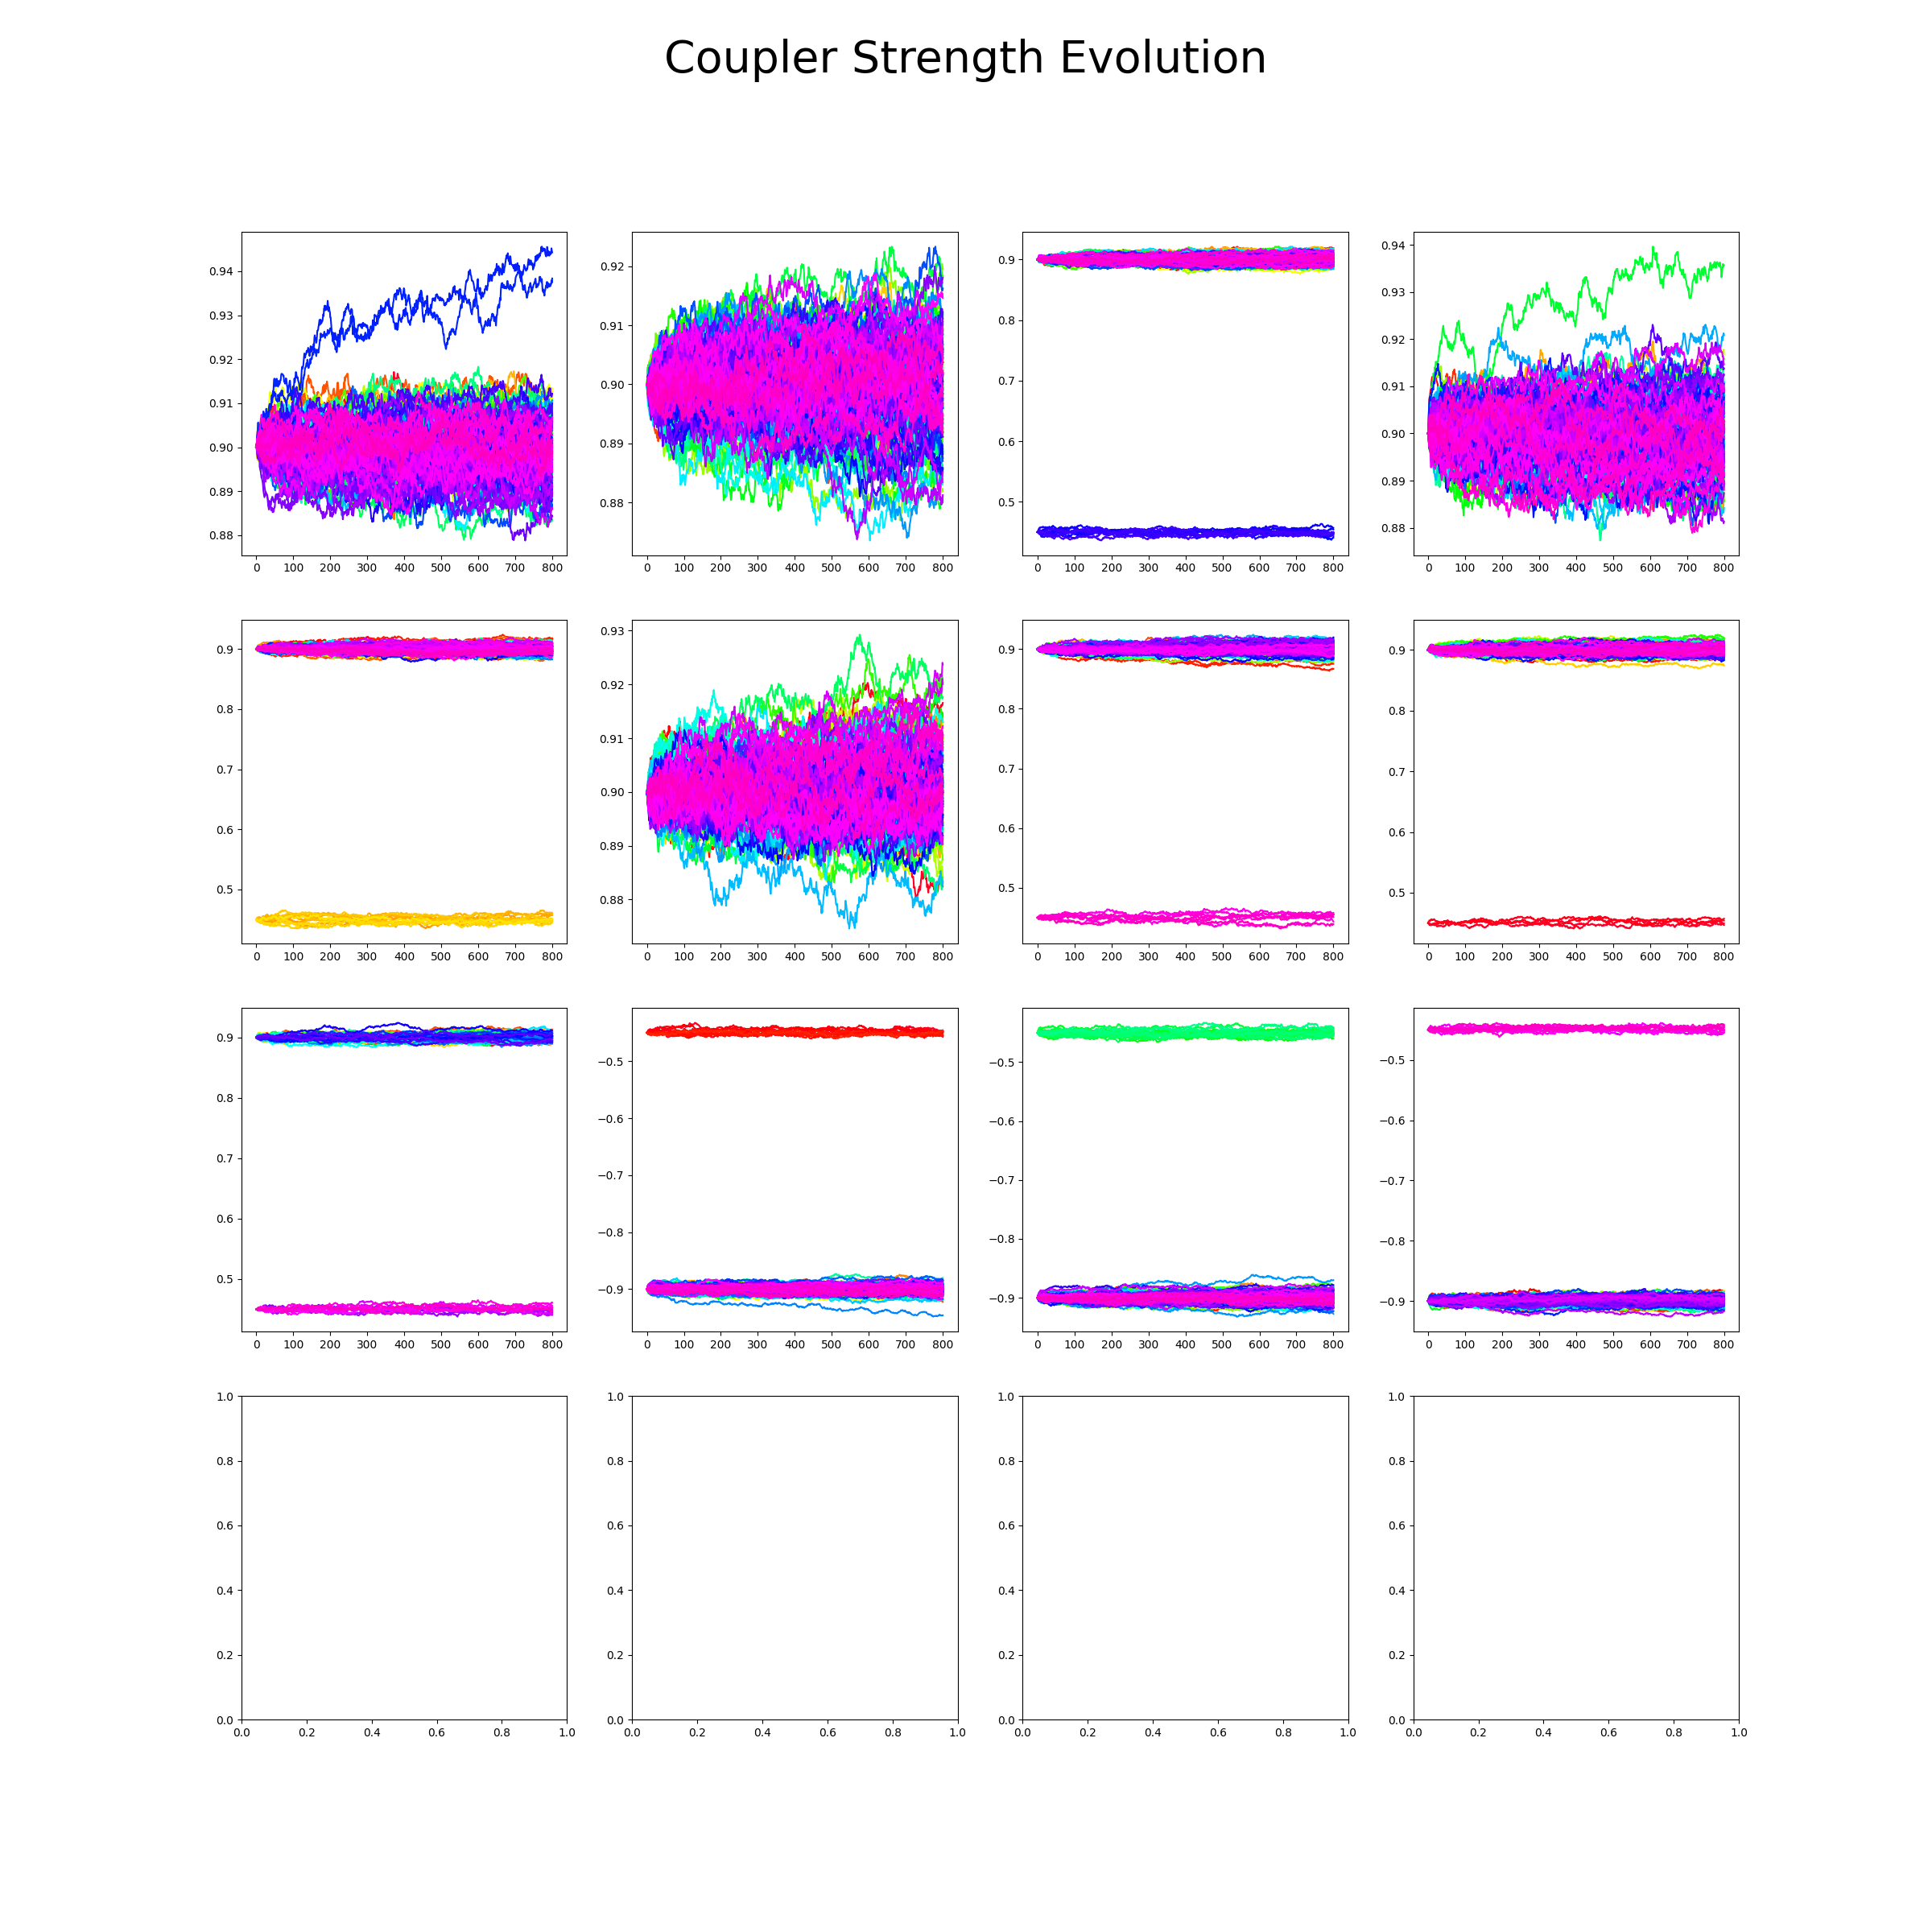 Coupler Strength Evolution
0.94 0.92 0.9 0.94
0.93 0.91 0.8 0.93
0.92 0.90 0.7 0.92
0.91 0.89 0.6 0.91
0.90 0.88 0.5 0.90
0.89 0.89
0.88 0.88
0 100 200 300 400 500 600 700 800 0 100 200 300 400 500 600 700 800 0 100 200 300 400 500 600 700 800 0 100 200 300 400 500 600 700 800
0.9 0.93 0.9 0.9
0.8 0.92 0.8 0.8
0.7 0.91 0.7 0.7
0.6 0.90 0.6 0.6
0.5 0.89 0.5 0.5
0.88
0 100 200 300 400 500 600 700 800 0 100 200 300 400 500 600 700 800 0 100 200 300 400 500 600 700 800 0 100 200 300 400 500 600 700 800
0.9 −0.5 −0.5 −0.5
0.8 −0.6 −0.6 −0.6
0.7 −0.7 −0.7 −0.7
0.6 −0.8 −0.8 −0.8
0.5 −0.9 −0.9 −0.9
0 100 200 300 400 500 600 700 800 0 100 200 300 400 500 600 700 800 0 100 200 300 400 500 600 700 800 0 100 200 300 400 500 600 700 800
1.0 1.0 1.0 1.0
0.8 0.8 0.8 0.8
0.6 0.6 0.6 0.6
0.4 0.4 0.4 0.4
0.2 0.2 0.2 0.2
0.0 0.0 0.0 0.0
0.0 0.2 0.4 0.6 0.8 1.0 0.0 0.2 0.4 0.6 0.8 1.0 0.0 0.2 0.4 0.6 0.8 1.0 0.0 0.2 0.4 0.6 0.8 1.0